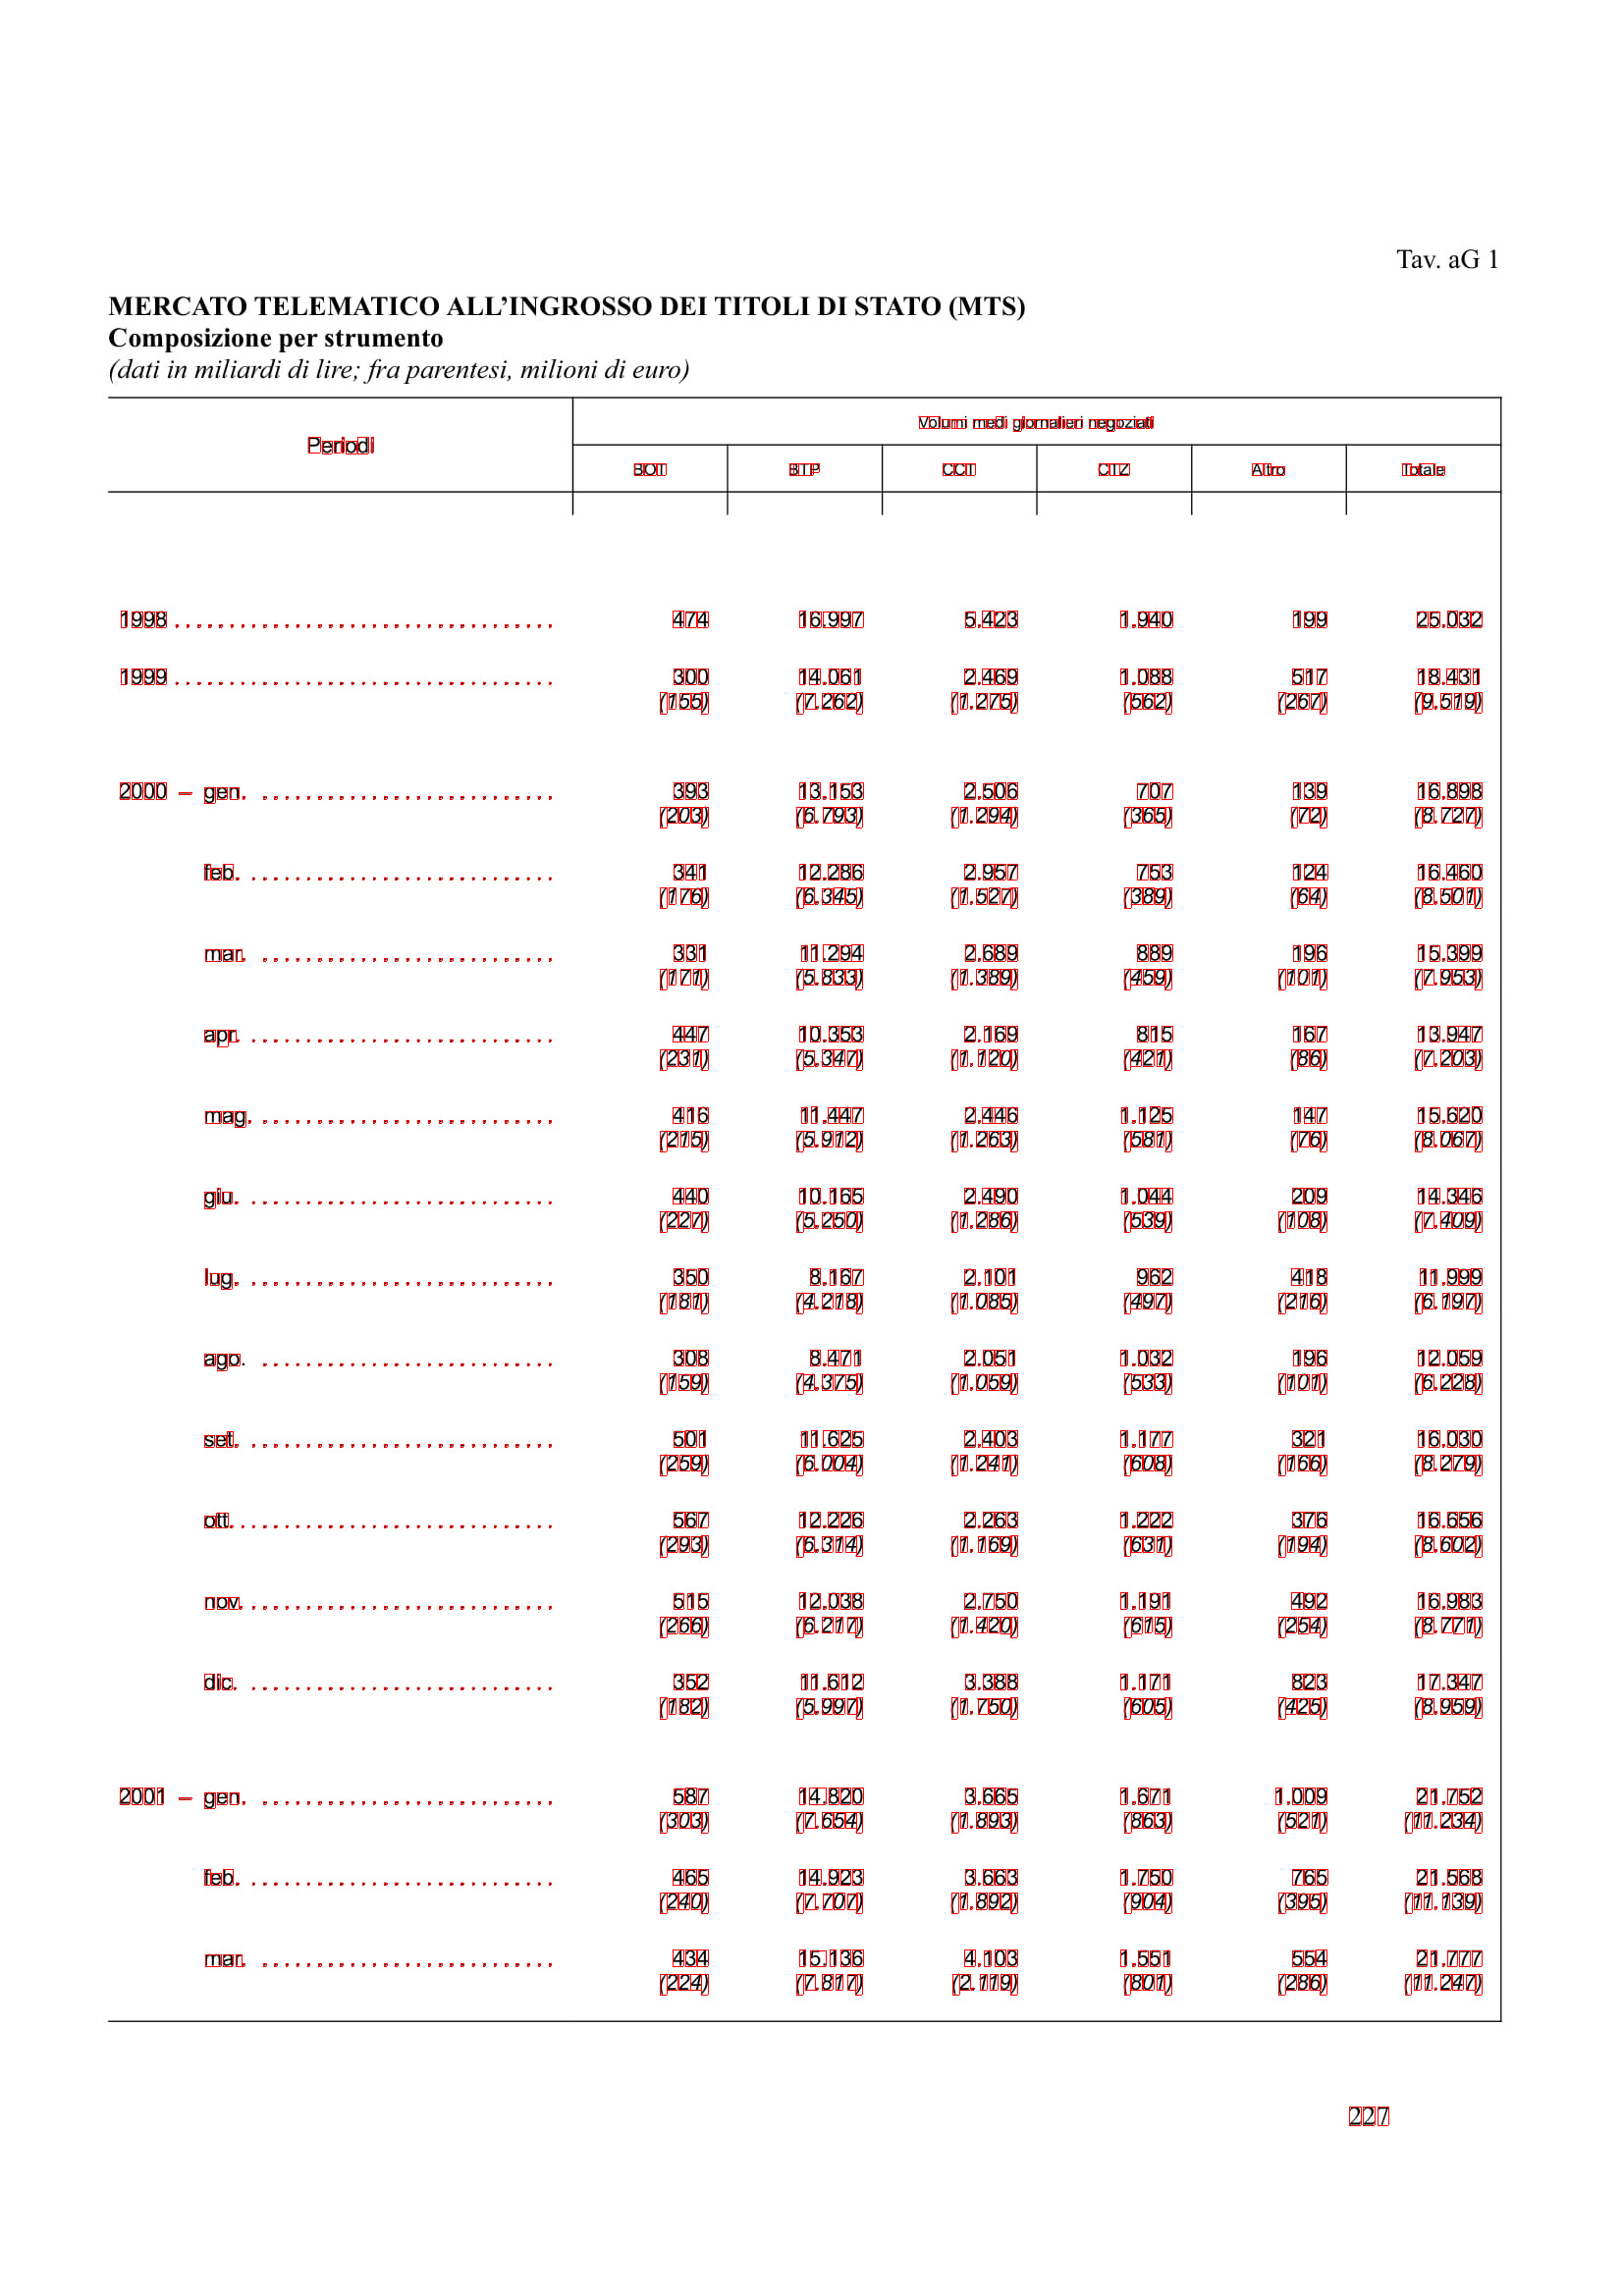 Tav. aG 1
MERCATO TELEMATICO ALL’INGROSSO DEI TITOLI DI STATO (MTS)
Composizione per strumento
(dati in miliardi di lire; fra parentesi, milioni di euro)
Periodi Volumi medi giornalieri negoziati
BOT BTP CCT CTZ Altro Totale
1998 . . . . . . . . . . . . . . . . . . . . . . . . . . . . . . . . . . 474 16.997 5.423 1.940 199 25.032
1999 . . . . . . . . . . . . . . . . . . . . . . . . . . . . . . . . . . 300 14.061 2.469 1.088 517 18.431
(155) (7.262) (1.275) (562) (267) (9.519)
2000 – gen. . . . . . . . . . . . . . . . . . . . . . . . . . . . 393 13.153 2.506 707 139 16.898
(203) (6.793) (1.294) (365) (72) (8.727)
feb. . . . . . . . . . . . . . . . . . . . . . . . . . . . . 341 12.286 2.957 753 124 16.460
(176) (6.345) (1.527) (389) (64) (8.501)
mar. . . . . . . . . . . . . . . . . . . . . . . . . . . . 331 11.294 2.689 889 196 15.399
(171) (5.833) (1.389) (459) (101) (7.953)
apr. . . . . . . . . . . . . . . . . . . . . . . . . . . . . 447 10.353 2.169 815 167 13.947
(231) (5.347) (1.120) (421) (86) (7.203)
mag. . . . . . . . . . . . . . . . . . . . . . . . . . . . 416 11.447 2.446 1.125 147 15.620
(215) (5.912) (1.263) (581) (76) (8.067)
giu. . . . . . . . . . . . . . . . . . . . . . . . . . . . . 440 10.165 2.490 1.044 209 14.346
(227) (5.250) (1.286) (539) (108) (7.409)
lug. . . . . . . . . . . . . . . . . . . . . . . . . . . . . 350 8.167 2.101 962 418 11.999
(181) (4.218) (1.085) (497) (216) (6.197)
ago. . . . . . . . . . . . . . . . . . . . . . . . . . . . 308 8.471 2.051 1.032 196 12.059
(159) (4.375) (1.059) (533) (101) (6.228)
set. . . . . . . . . . . . . . . . . . . . . . . . . . . . . 501 11.625 2.403 1.177 321 16.030
(259) (6.004) (1.241) (608) (166) (8.279)
ott. . . . . . . . . . . . . . . . . . . . . . . . . . . . . . 567 12.226 2.263 1.222 376 16.656
(293) (6.314) (1.169) (631) (194) (8.602)
nov. . . . . . . . . . . . . . . . . . . . . . . . . . . . . 515 12.038 2.750 1.191 492 16.983
(266) (6.217) (1.420) (615) (254) (8.771)
dic. . . . . . . . . . . . . . . . . . . . . . . . . . . . . 352 11.612 3.388 1.171 823 17.347
(182) (5.997) (1.750) (605) (425) (8.959)
2001 – gen. . . . . . . . . . . . . . . . . . . . . . . . . . . . 587 14.820 3.665 1.671 1.009 21.752
(303) (7.654) (1.893) (863) (521) (11.234)
feb. . . . . . . . . . . . . . . . . . . . . . . . . . . . . 465 14.923 3.663 1.750 765 21.568
(240) (7.707) (1.892) (904) (395) (11.139)
mar. . . . . . . . . . . . . . . . . . . . . . . . . . . . 434 15.136 4.103 1.551 554 21.777
(224) (7.817) (2.119) (801) (286) (11.247)
227